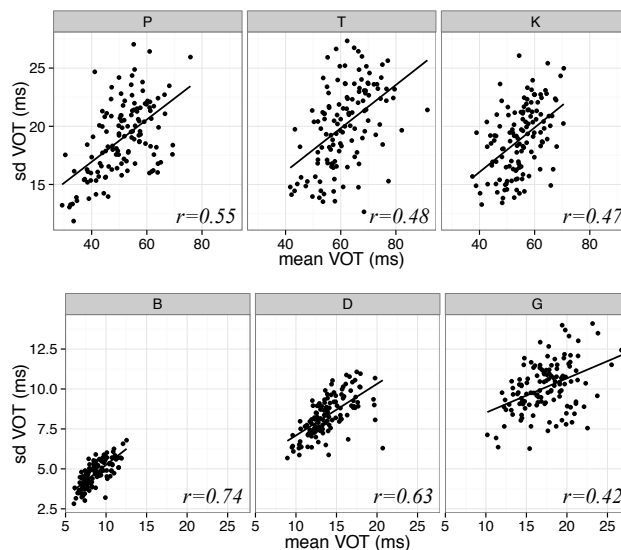 P T K
sd VOT (ms)
25
20
15
r=0.55 r=0.48 r=0.47
40 60 80 40 60 80 40 60 80
mean VOT (ms)
B D G
sd VOT (ms)
12.5
10.0
7.5
5.0
2.5
r=0.74 r=0.63 r=0.42
5 10 15 20 25 5 10 15 20 25 5 10 15 20 25
mean VOT (ms)